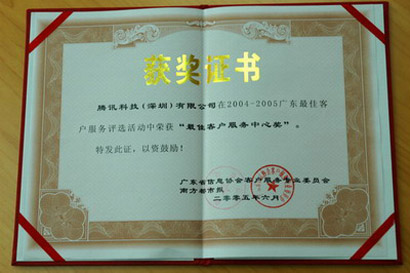 获奖证书
腾讯科技(深圳)有限公司在2004-2005广东最佳客
户服务评选活动中荣获“最佳客户服务中心奖”。
特发此证，以资鼓励！
广东省信息协会客户服务专业委员会
南方都市报
二零零五年六月